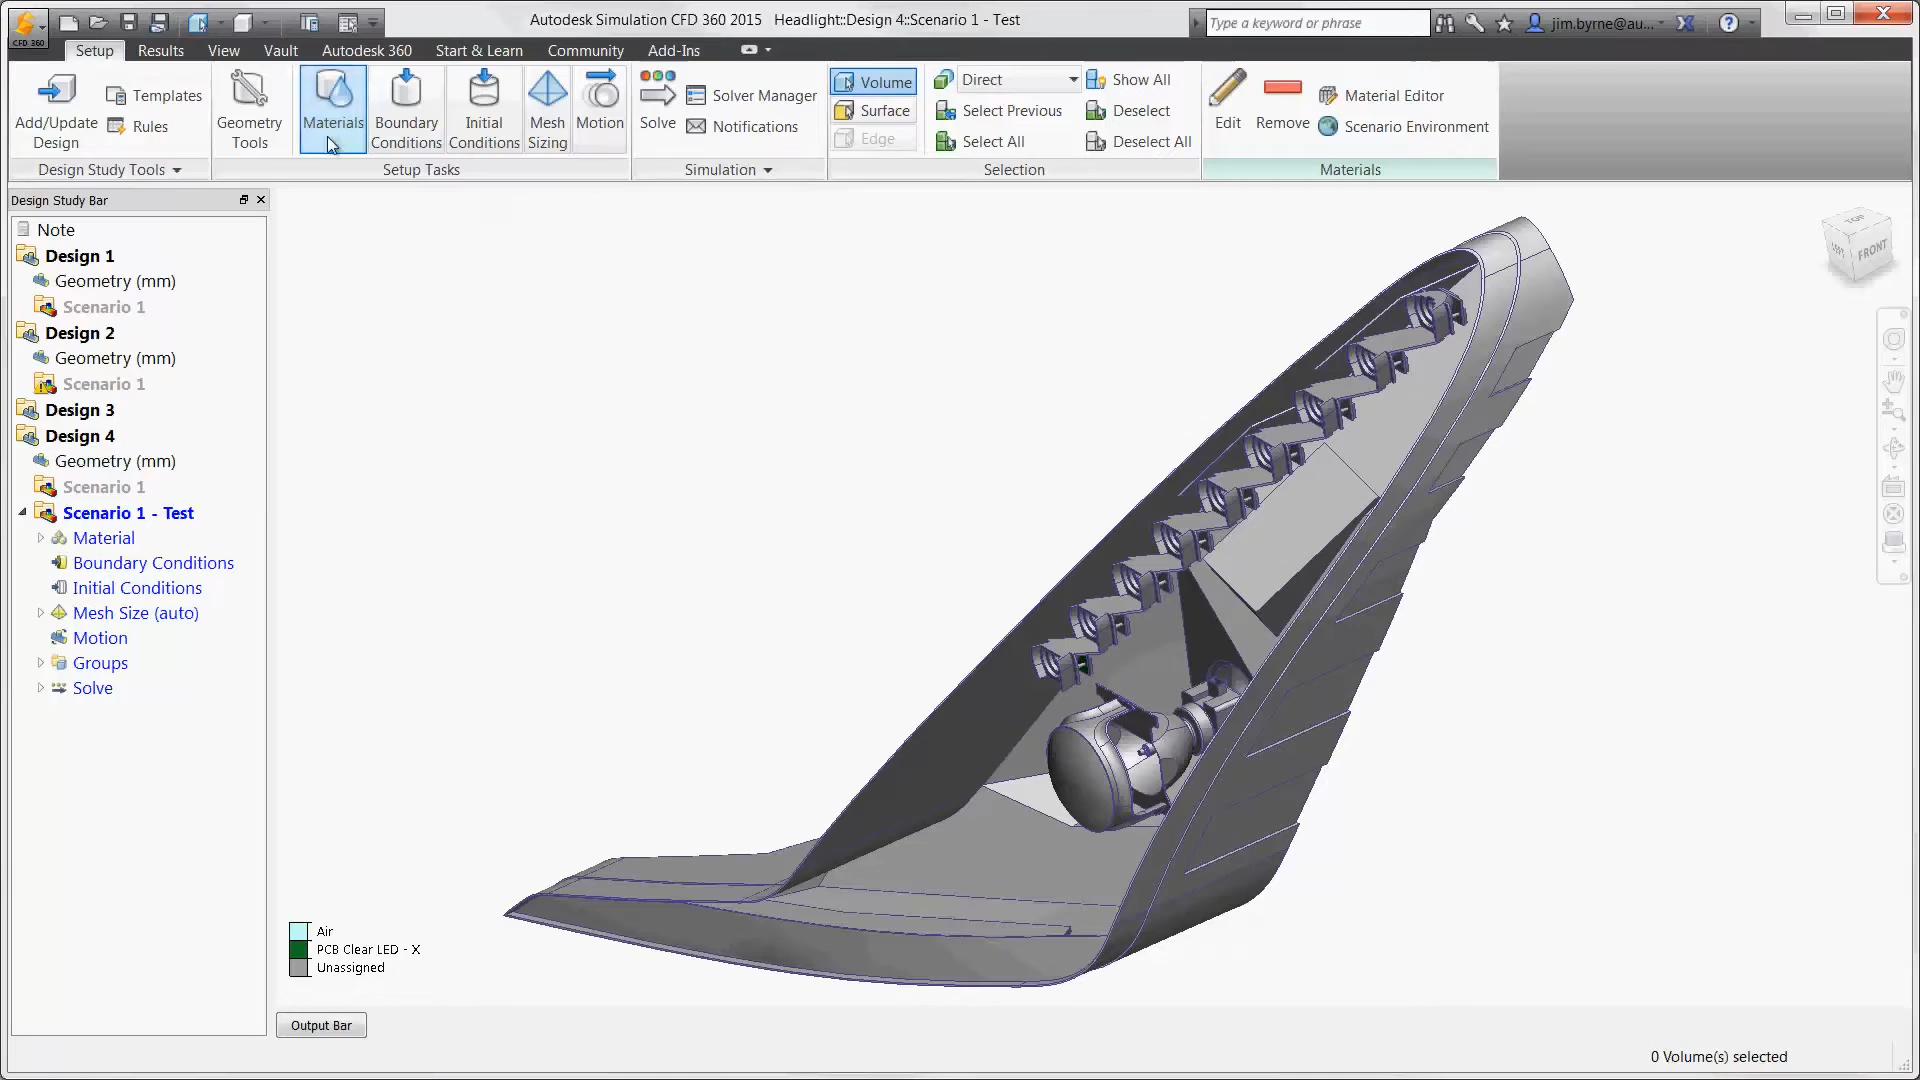 Autodesk Simulation CFD 360 2015 Headlight::Design 4::Scenario 1 - Test
Type a keyword or phrase
jim.byrne@au...
CFD 360
Setup Results View Vault Autodesk 360 Start & Learn Community Add-Ins
Add/Update Design
Templates
Rules
Design Study Tools
Geometry Tools
Materials
Boundary Conditions
Initial Conditions
Mesh Sizing
Motion
Setup Tasks
Solve
Solver Manager
Notifications
Simulation
Volume
Surface
Edge
Direct
Select Previous
Select All
Show All
Deselect
Deselect All
Selection
Edit
Remove
Material Editor
Scenario Environment
Materials
Design Study Bar
Note
Design 1
Geometry (mm)
Scenario 1
Design 2
Geometry (mm)
Scenario 1
Design 3
Design 4
Geometry (mm)
Scenario 1
Scenario 1 - Test
Material
Boundary Conditions
Initial Conditions
Mesh Size (auto)
Motion
Groups
Solve
TOP
LEFT
FRONT
Air
PCB Clear LED - X
Unassigned
Output Bar
0 Volume(s) selected